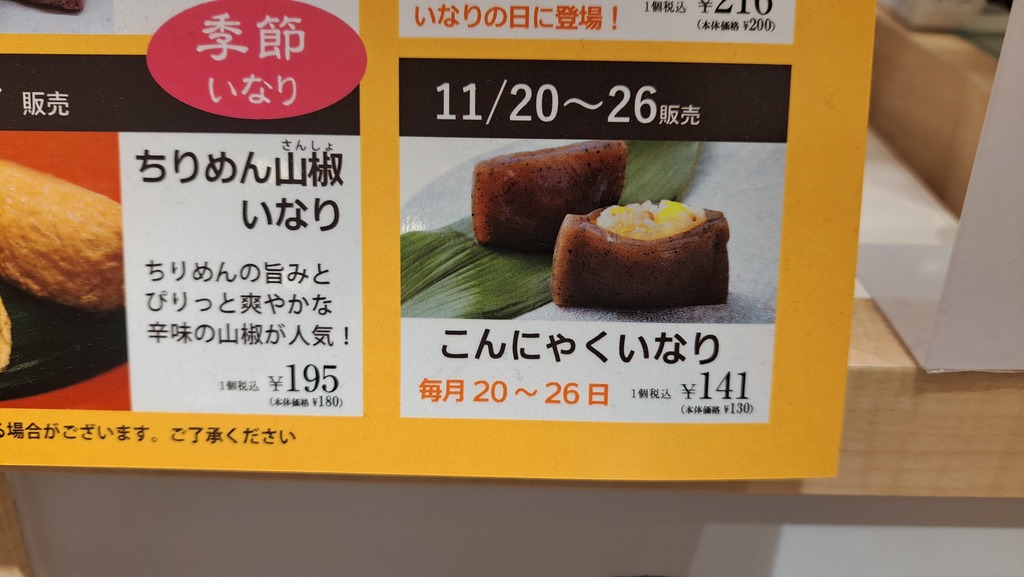 季節
いなり
販売
さんしょ
ちりめん山椒
いなり
ちりめんの旨みと
ぴりっと爽やかな
辛味の山椒が人気！
1個税込 ¥195
(本体価格 ¥180)
場合がございます。ご了承ください
いなりの日に登場！
1個税込 ¥216
(本体価格 ¥200)
11/20〜26販売
こんにゃくいなり
毎月20〜26日
1個税込 ¥141
(本体価格 ¥130)